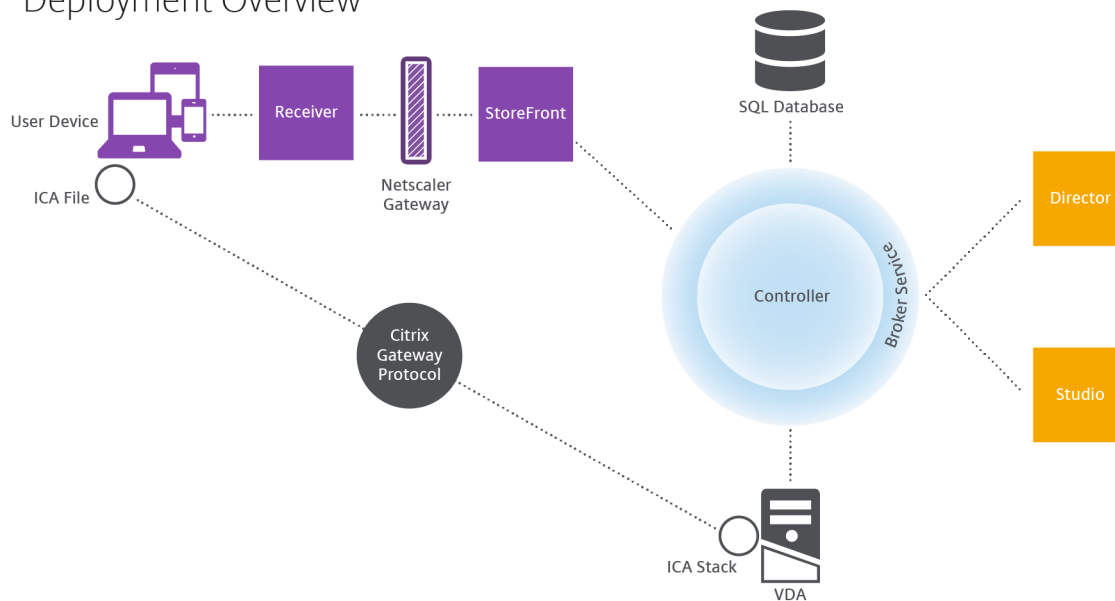 Deployment Overview
SQL Database
User Device
Receiver
StoreFront
Netscaler
Gateway
ICA File
Director
Broker Service
Controller
Citrix
Gateway
Protocol
Studio
ICA Stack
VDA